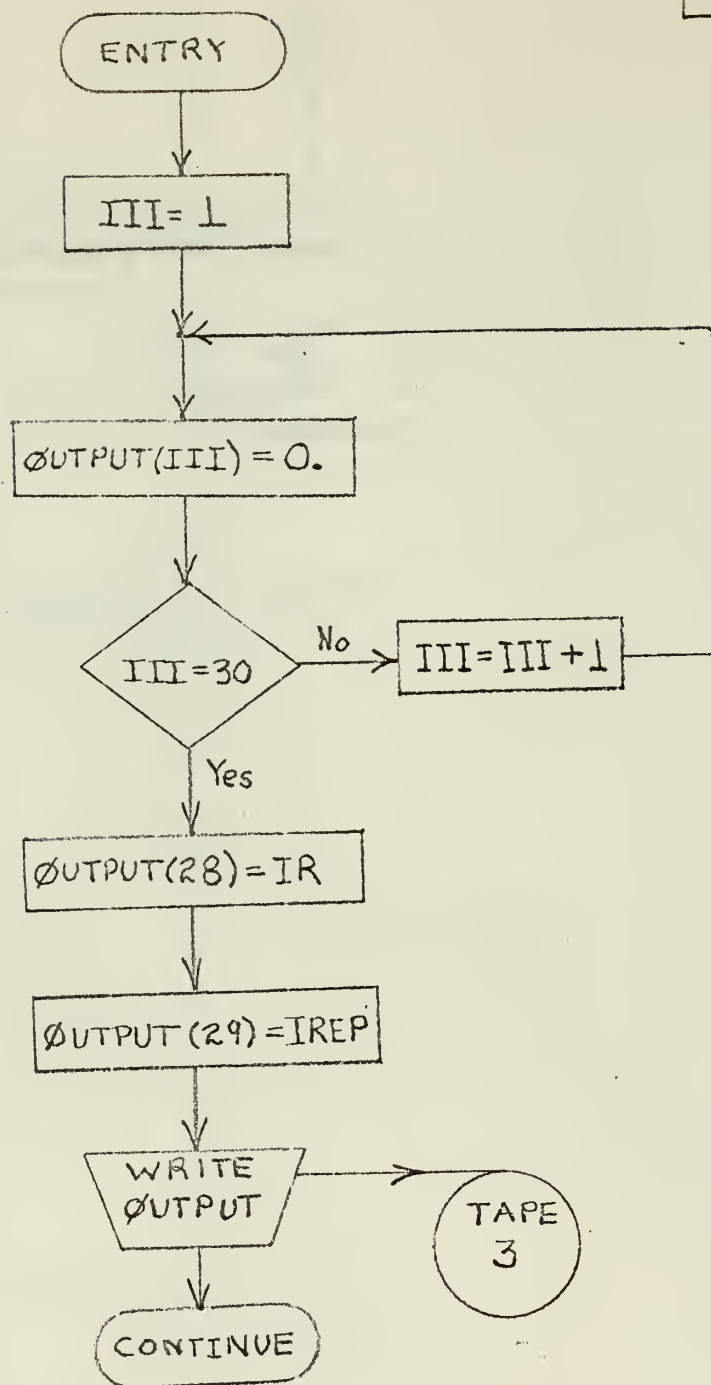 ENTRY
III = 1
ØUTPUT(III) = 0.
III = 30
No
III = III + 1
Yes
ØUTPUT(28) = IR
ØUTPUT(29) = IREP
WRITE
ØUTPUT
TAPE
3
CONTINUE